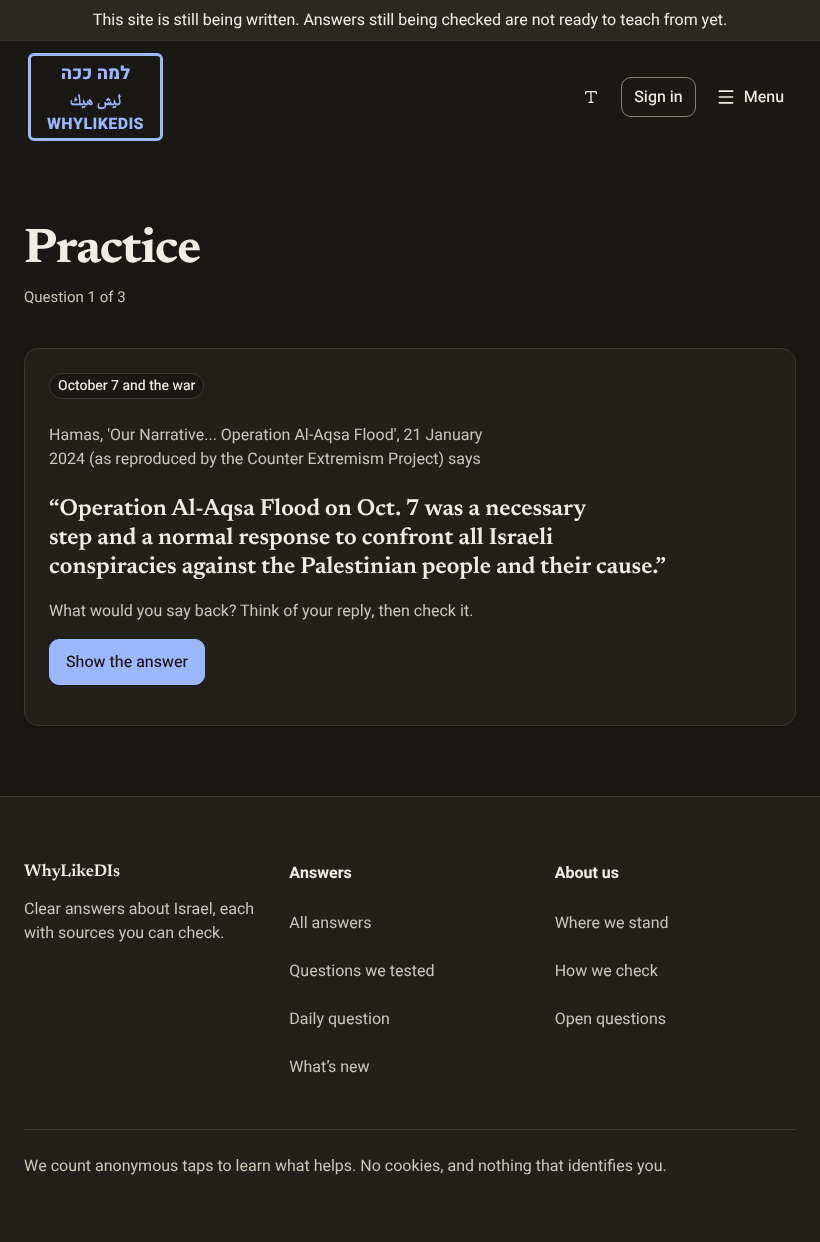 This site is still being written. Answers still being checked are not ready to teach from yet.
למה ככה
ليش هيك
WHYLIKEDIS
T
Sign in
Menu
Practice
Question 1 of 3
October 7 and the war
Hamas, 'Our Narrative... Operation Al-Aqsa Flood', 21 January
2024 (as reproduced by the Counter Extremism Project) says
“Operation Al-Aqsa Flood on Oct. 7 was a necessary
step and a normal response to confront all Israeli
conspiracies against the Palestinian people and their cause.”
What would you say back? Think of your reply, then check it.
Show the answer
WhyLikeDIs
Clear answers about Israel, each
with sources you can check.
Answers
All answers
Questions we tested
Daily question
What’s new
About us
Where we stand
How we check
Open questions
We count anonymous taps to learn what helps. No cookies, and nothing that identifies you.